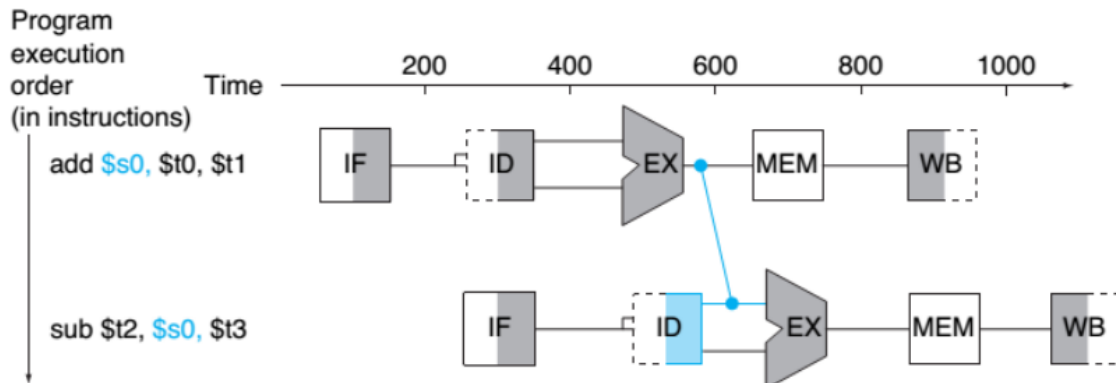 Program
execution
order Time
(in instructions)
200 400 600 800 1000
add $s0, $t0, $t1
IF ID EX MEM WB
sub $t2, $s0, $t3
IF ID EX MEM WB